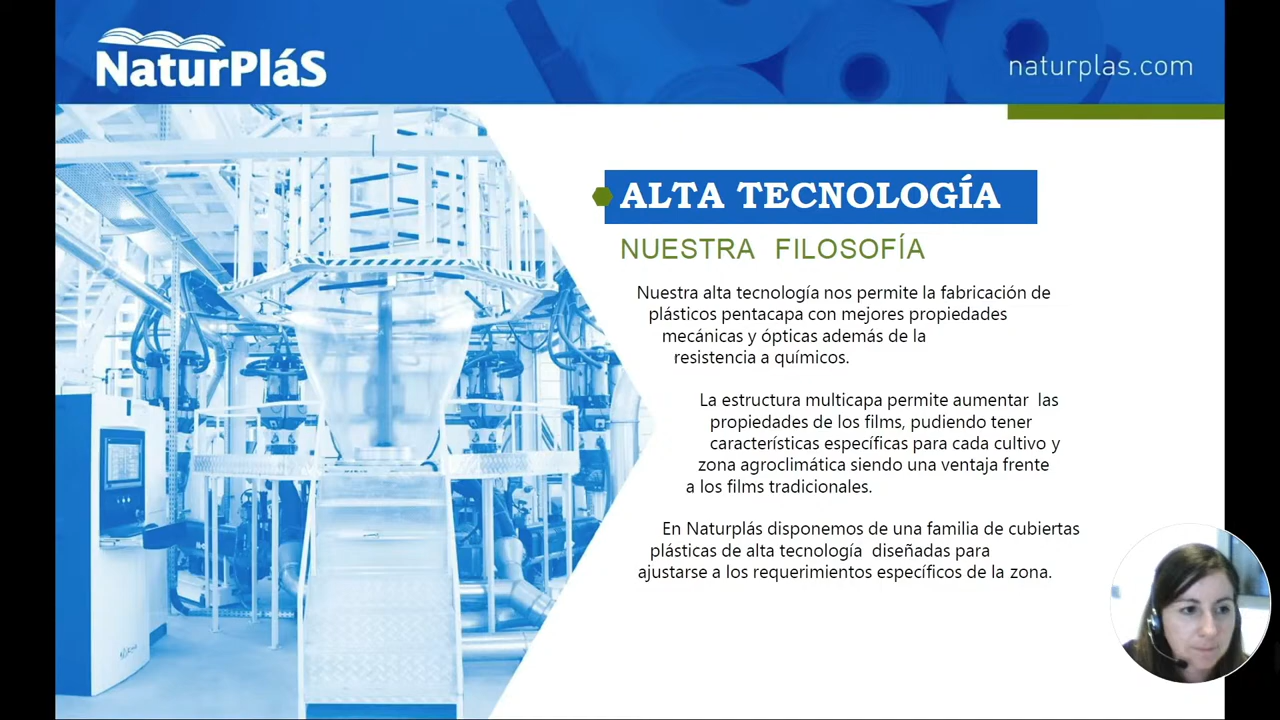 NaturPláS
naturplas.com
ALTA TECNOLOGÍA
NUESTRA FILOSOFÍA
Nuestra alta tecnología nos permite la fabricación de
plásticos pentacapa con mejores propiedades
mecánicas y ópticas además de la
resistencia a químicos.
La estructura multicapa permite aumentar las
propiedades de los films, pudiendo tener
características específicas para cada cultivo y
zona agroclimática siendo una ventaja frente
a los films tradicionales.
En Naturplás disponemos de una familia de cubiertas
plásticas de alta tecnología diseñadas para
ajustarse a los requerimientos específicos de la zona.